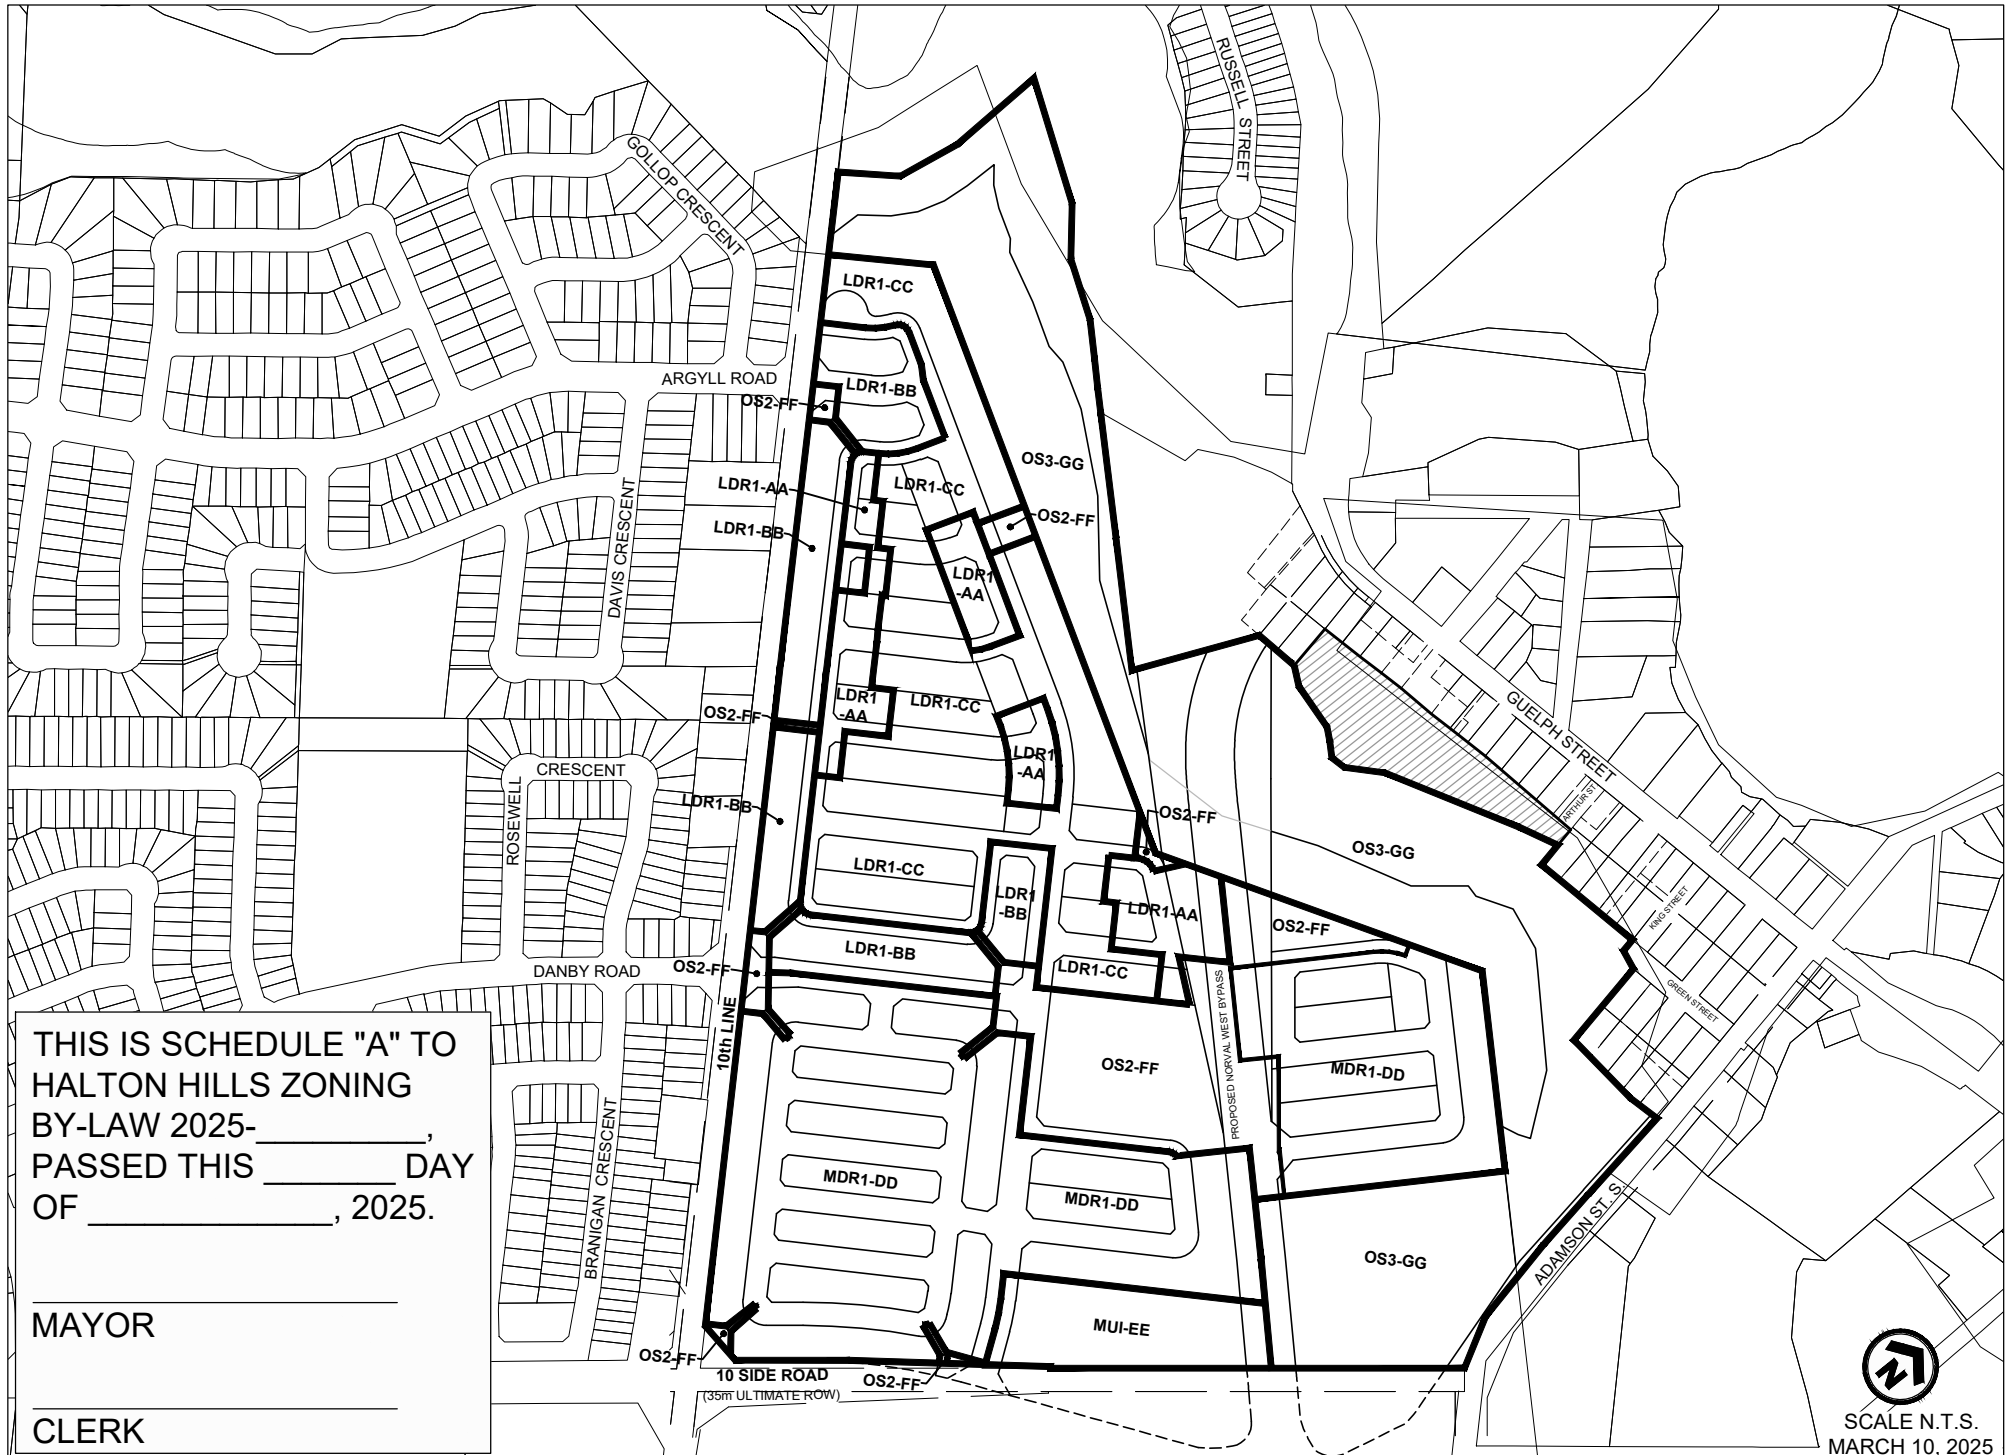 RUSSELL STREET
GOLLOP CRESCENT
LDR1-CC
ARGYLL ROAD
LDR1-BB
OS2-FF
OS3-GG
LDR1-AA
LDR1-CC
OS2-FF
LDR1-BB
DAVIS CRESCENT
LDR1
-AA
LDR1
-AA
LDR1-CC
OS2-FF
GUELPH STREET
LDR1
-AA
CRESCENT
ROSEWELL
LDR1-BB
ARTHUR ST.
OS2-FF
OS3-GG
LDR1-CC
LDR1
-BB
LDR1-AA
KING STREET
OS2-FF
LDR1-BB
DANBY ROAD
OS2-FF
LDR1-CC
GREEN STREET
10th LINE
PROPOSED NORVAL WEST BYPASS
OS2-FF
MDR1-DD
BRANIGAN CRESCENT
MDR1-DD
MDR1-DD
ADAMSON ST. S.
OS3-GG
MUI-EE
OS2-FF
10 SIDE ROAD
(35m ULTIMATE ROW)
OS2-FF
THIS IS SCHEDULE "A" TO
HALTON HILLS ZONING
BY-LAW 2025-_________,
PASSED THIS _______ DAY
OF _____________, 2025.
MAYOR
CLERK
N
SCALE N.T.S.
MARCH 10, 2025